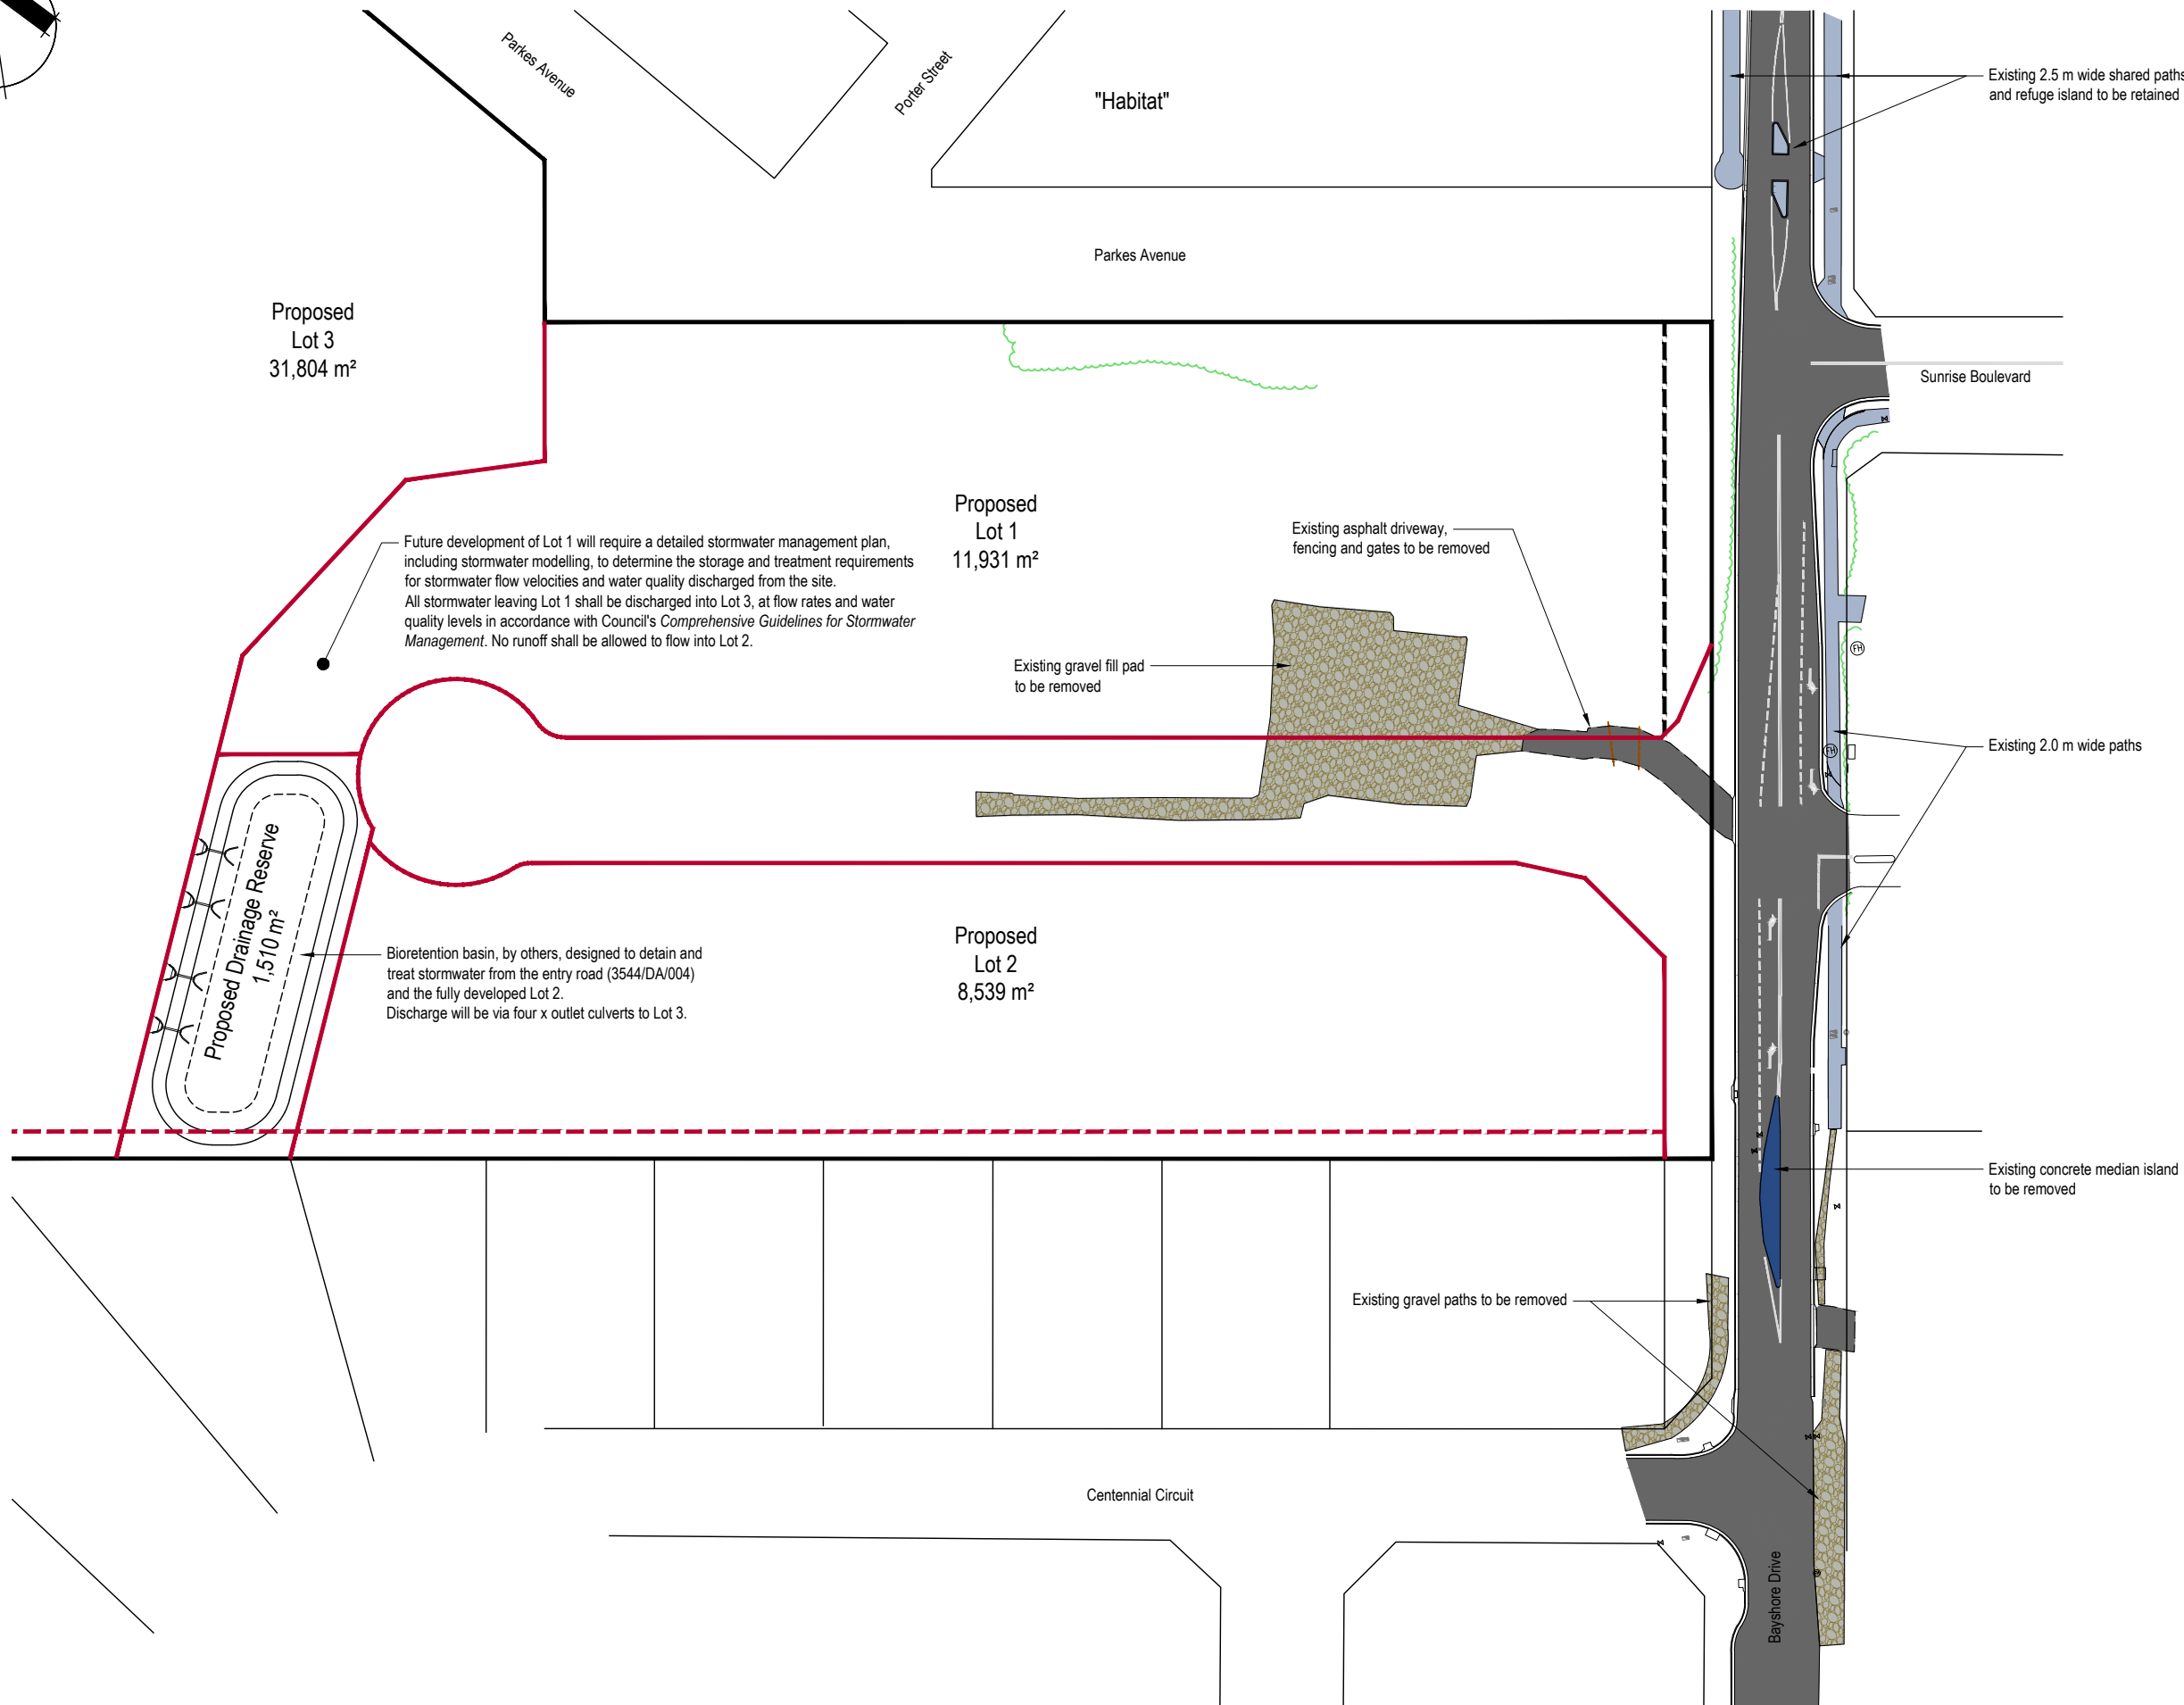 Parkes Avenue
Porter Street
"Habitat"
Existing 2.5 m wide shared paths
and refuge island to be retained
Parkes Avenue
Proposed
Lot 3
31,804 m²
Sunrise Boulevard
Proposed
Lot 1
11,931 m²
Existing asphalt driveway,
fencing and gates to be removed
Future development of Lot 1 will require a detailed stormwater management plan,
including stormwater modelling, to determine the storage and treatment requirements
for stormwater flow velocities and water quality discharged from the site.
All stormwater leaving Lot 1 shall be discharged into Lot 3, at flow rates and water
quality levels in accordance with Council's Comprehensive Guidelines for Stormwater
Management. No runoff shall be allowed to flow into Lot 2.
FH
Existing gravel fill pad
to be removed
FH
Existing 2.0 m wide paths
Proposed Drainage Reserve
1,510 m²
Bioretention basin, by others, designed to detain and
treat stormwater from the entry road (3544/DA/004)
and the fully developed Lot 2.
Discharge will be via four x outlet culverts to Lot 3.
Proposed
Lot 2
8,539 m²
Existing concrete median island
to be removed
Existing gravel paths to be removed
Centennial Circuit
Bayshore Drive